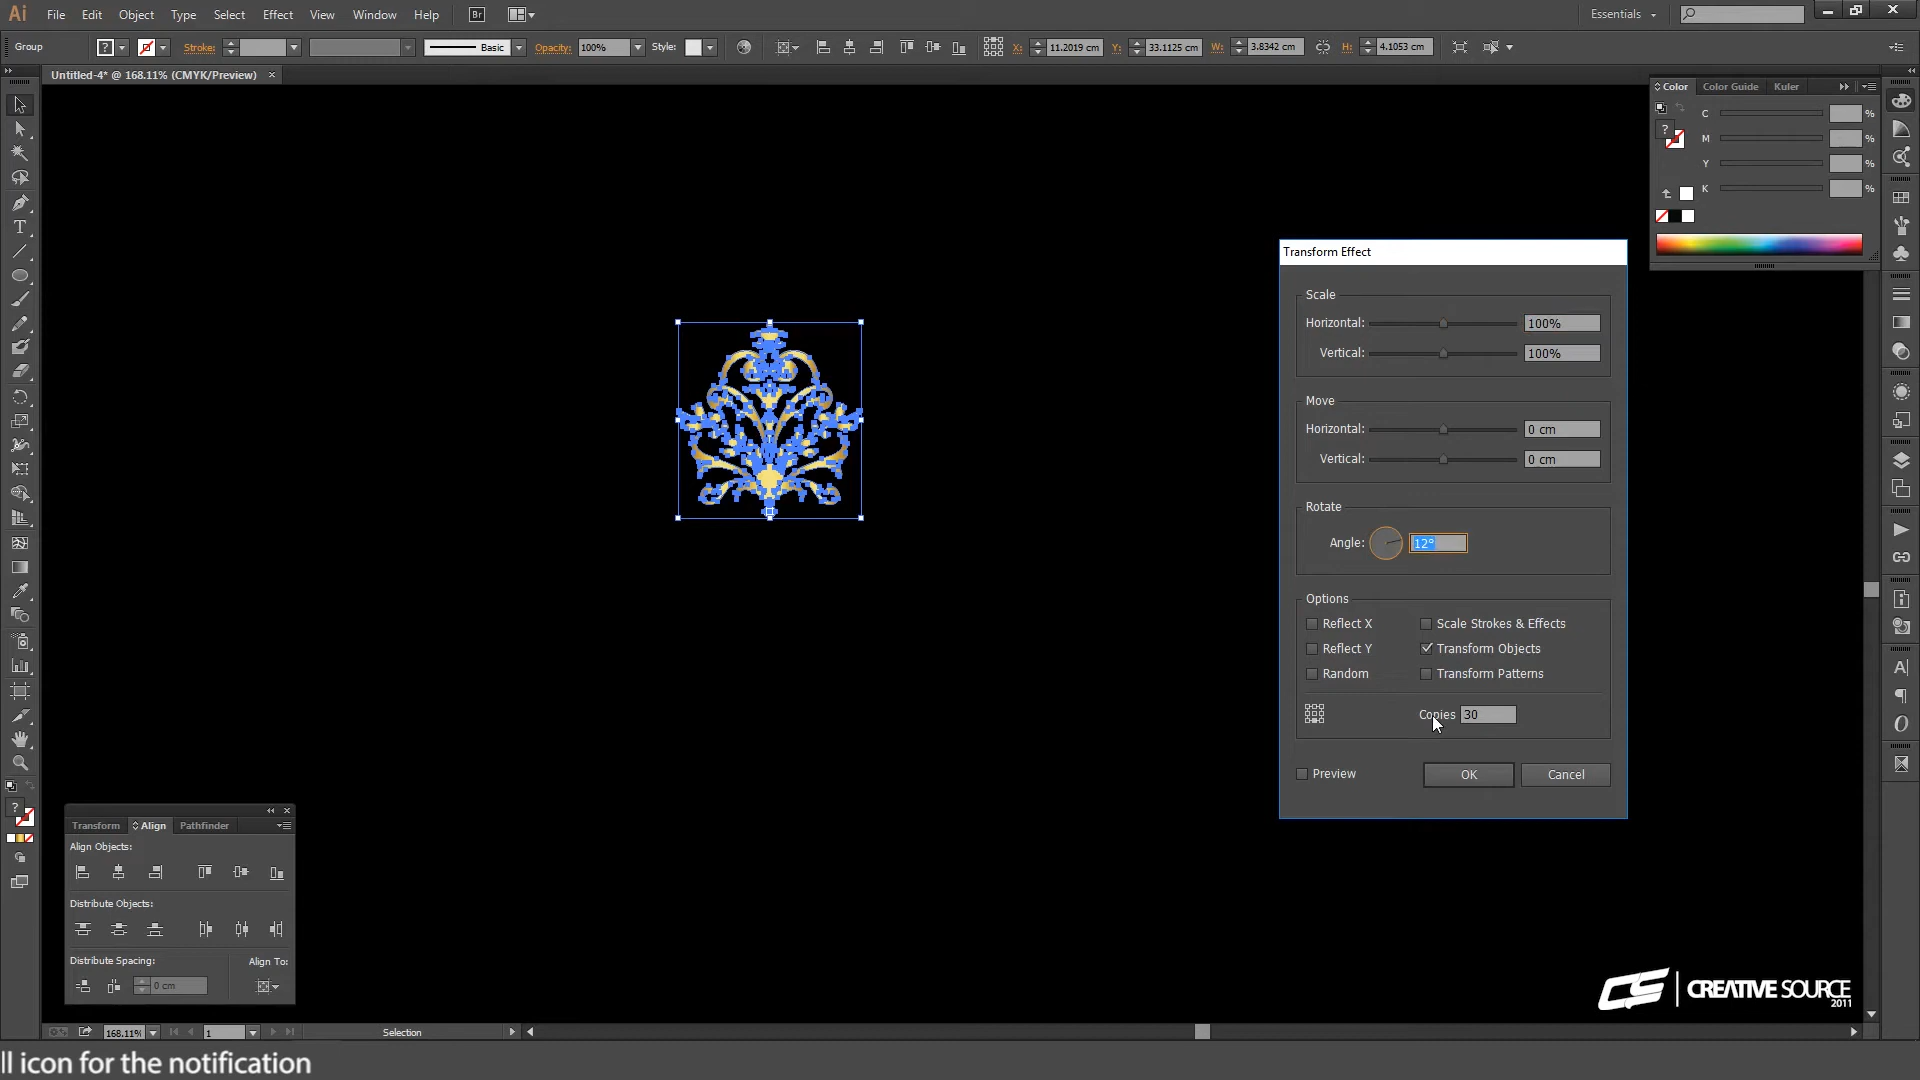 Ai File Edit Object Type Select Effect View Window Help Br Essentials
Group ? Stroke: Basic Opacity: 100% Style: X: 11.2019 cm Y: 33.1125 cm W: 3.8342 cm H: 4.1053 cm
Untitled-4* @ 168.11% (CMYK/Preview) ×
Color Color Guide Kuler
C %
? M %
Y %
K %
Transform Effect
Scale
Horizontal: 100%
Vertical: 100%
Move
Horizontal: 0 cm
Vertical: 0 cm
Rotate
Angle: 12°
Options
Reflect X Scale Strokes & Effects
Reflect Y Transform Objects
Random Transform Patterns
Copies 30
Preview OK Cancel
?
Transform Align Pathfinder
Align Objects:
Distribute Objects:
Distribute Spacing: Align To:
0 cm
CS CREATIVE SOURCE
2011
168.11% 1 Selection
ll icon for the notification